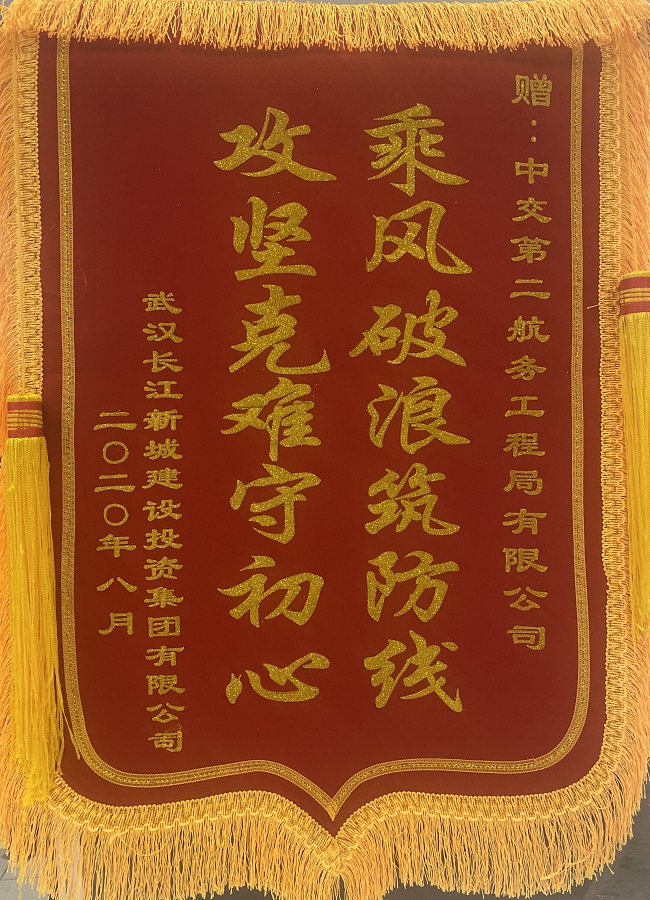 赠：中交第二航务工程局有限公司
乘风破浪筑防线
攻坚克难守初心
武汉长江新城建设投资集团有限公司
二〇二〇年八月